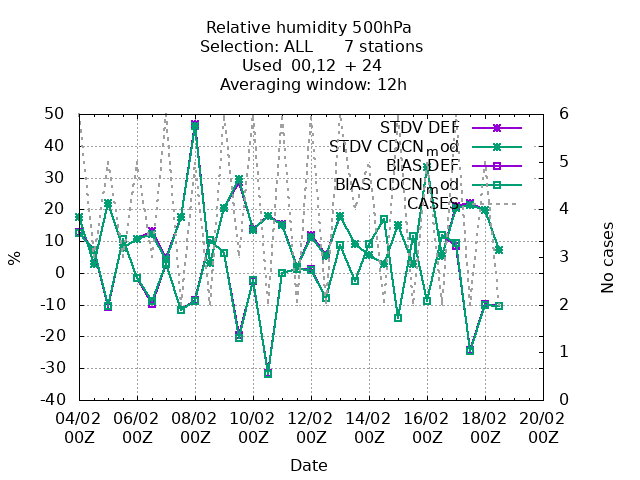 Relative humidity 500hPa
Selection: ALL 7 stations
Used 00,12 + 24
Averaging window: 12h
50 6
STDV DEF
40
STDV CDCN_mod
5
30
BIAS DEF
BIAS CDCN_mod
20
CASES
4
10
%
0
3
No cases
-10
2
-20
1
-30
-40 0
04/02 06/02 08/02 10/02 12/02 14/02 16/02 18/02 20/02
00Z 00Z 00Z 00Z 00Z 00Z 00Z 00Z 00Z
Date